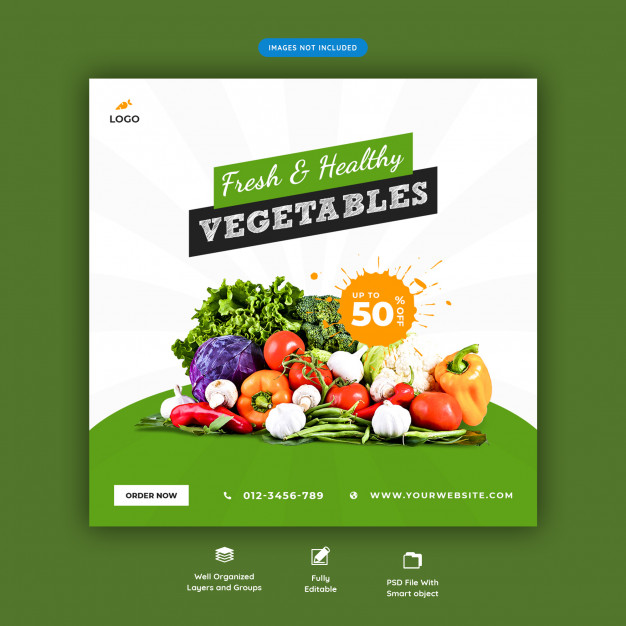 IMAGES NOT INCLUDED
LOGO
Fresh & Healthy
VEGETABLES
UP TO
50% OFF
ORDER NOW
012-3456-789
WWW.YOURWEBSITE.COM
Well Organized
Layers and Groups
Fully
Editable
PSD File With
Smart object